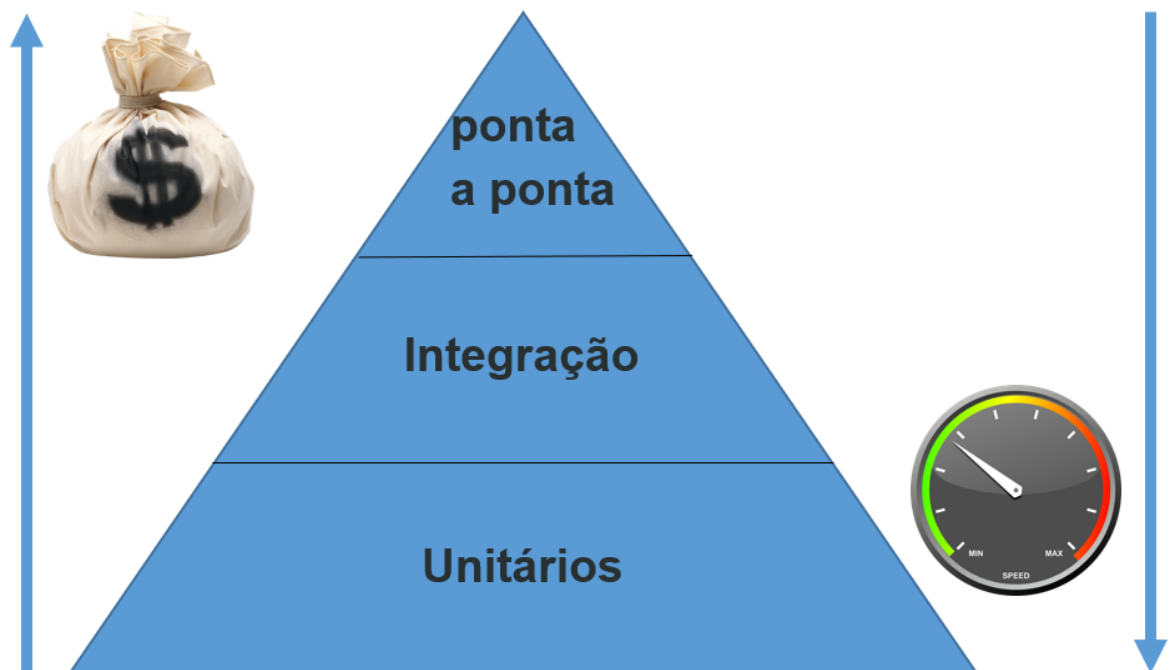 $
ponta
a ponta
Integração
Unitários
MIN
MAX
SPEED